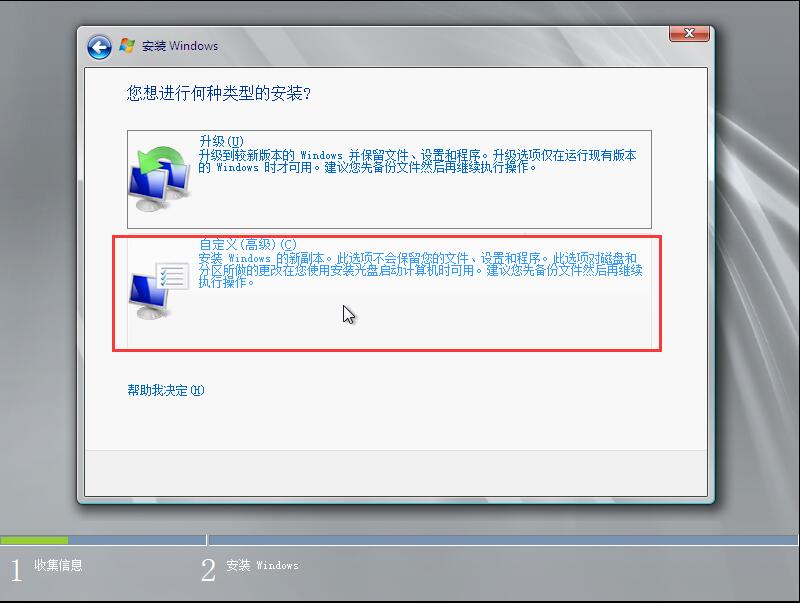 安装 Windows
您想进行何种类型的安装?
升级(U)
升级到较新版本的 Windows 并保留文件、设置和程序。升级选项仅在运行现有版本
的 Windows 时才可用。建议您先备份文件然后再继续执行操作。
自定义(高级)(C)
安装 Windows 的新副本。此选项不会保留您的文件、设置和程序。此选项对磁盘和
分区所做的更改在您使用安装光盘启动计算机时可用。建议您先备份文件然后再继续
执行操作。
帮助我决定(H)
1 收集信息
2 安装 Windows